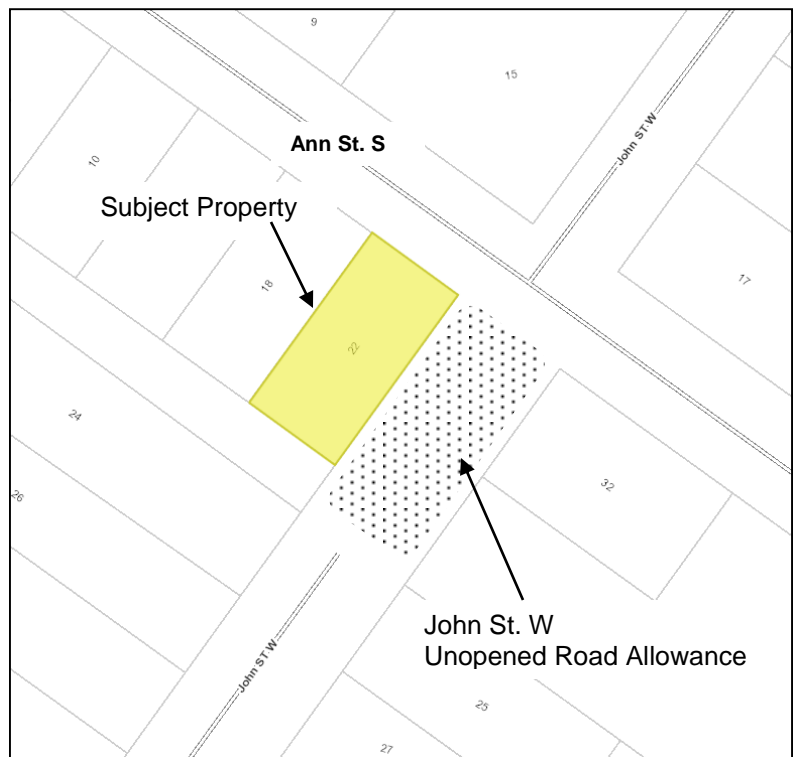 9
15
John ST W
Ann St. S
10
Subject Property
18
17
22
24
26
32
John St. W
Unopened Road Allowance
John ST W
25
27